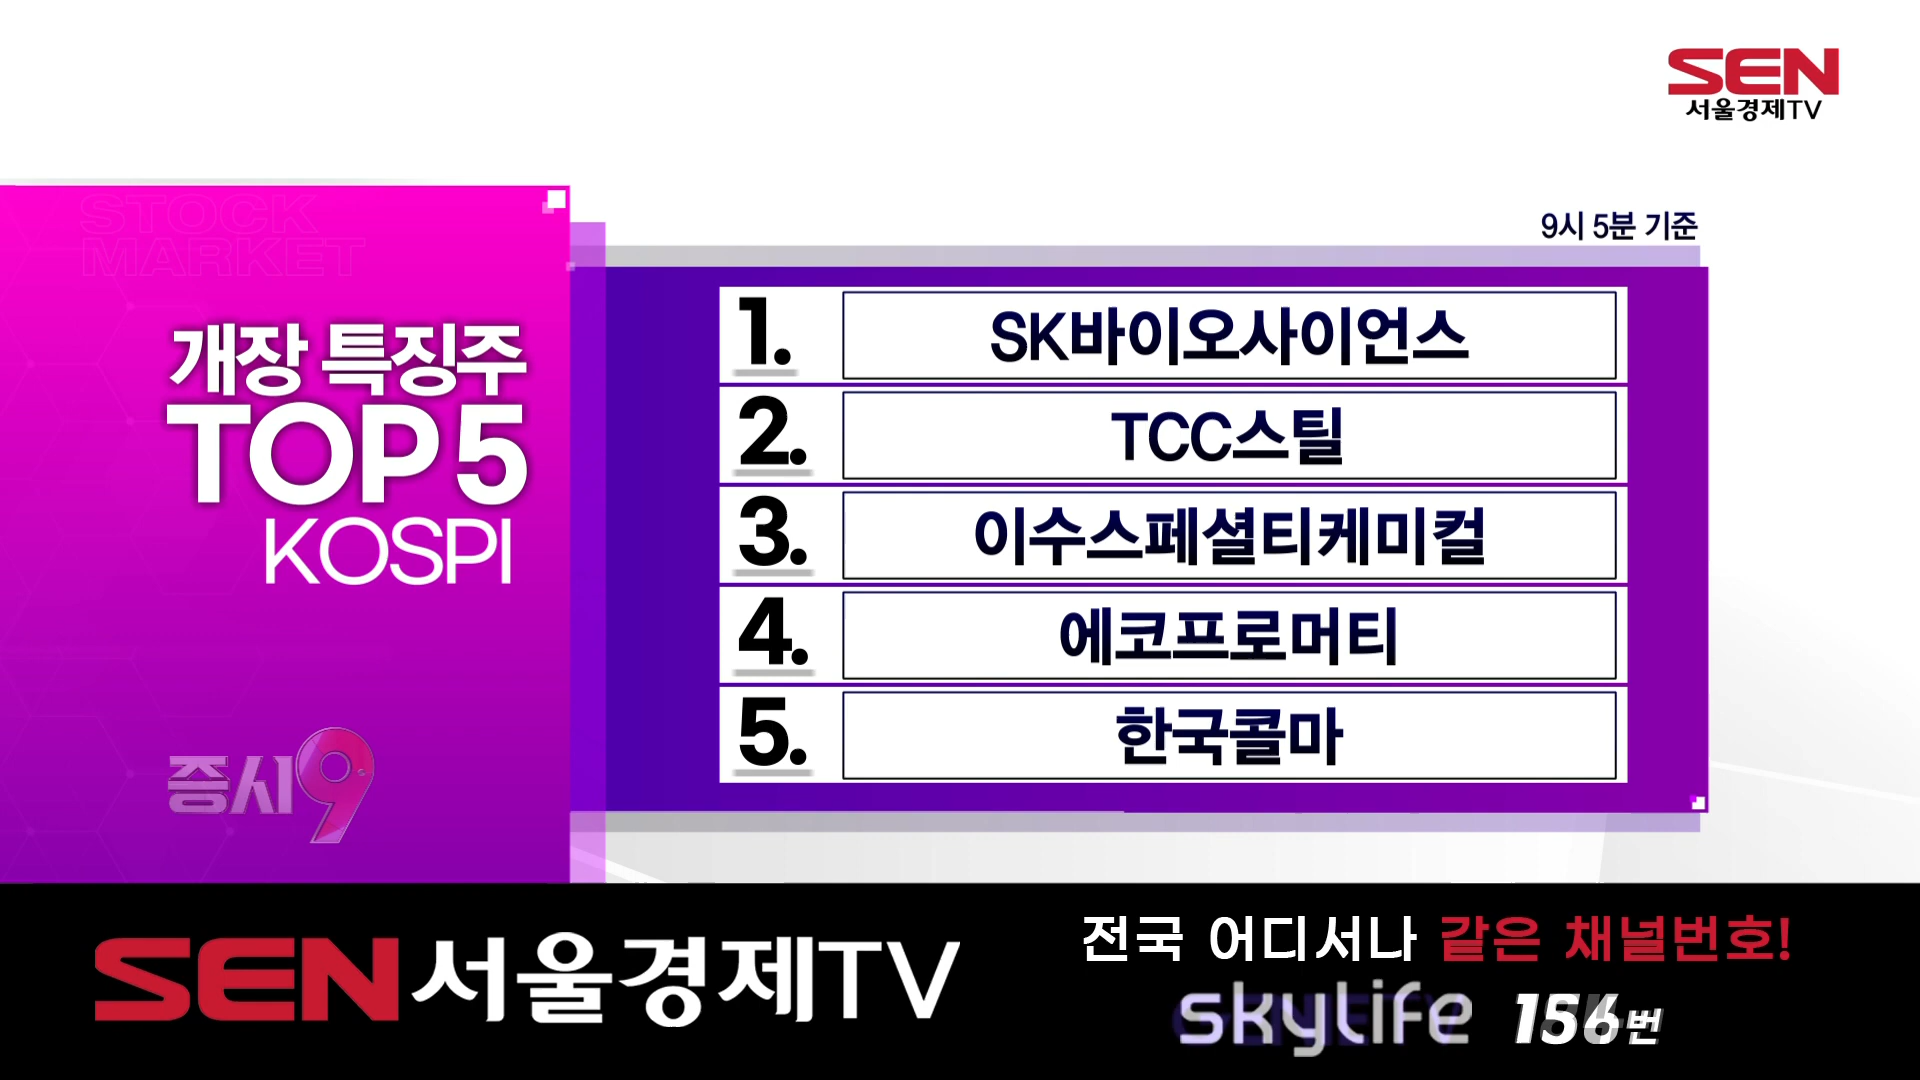 SEN
서울경제TV
STOCK
MARKET
9시 5분 기준
개장 특징주
TOP 5
KOSPI
1. SK바이오사이언스
2. TCC스틸
3. 이수스페셜티케미컬
4. 에코프로머티
5. 한국콜마
증시9
SEN서울경제TV
전국 어디서나 같은 채널번호!
skylife 156번